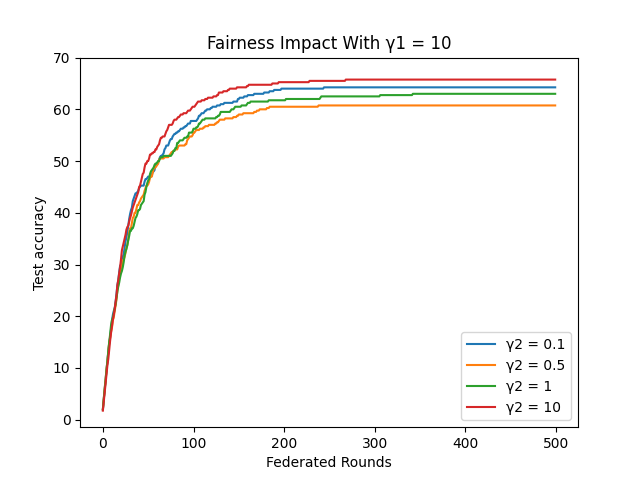 Fairness Impact With γ1 = 10
Test accuracy
70
60
50
40
30
20
10
0
0 100 200 300 400 500
Federated Rounds
γ2 = 0.1
γ2 = 0.5
γ2 = 1
γ2 = 10